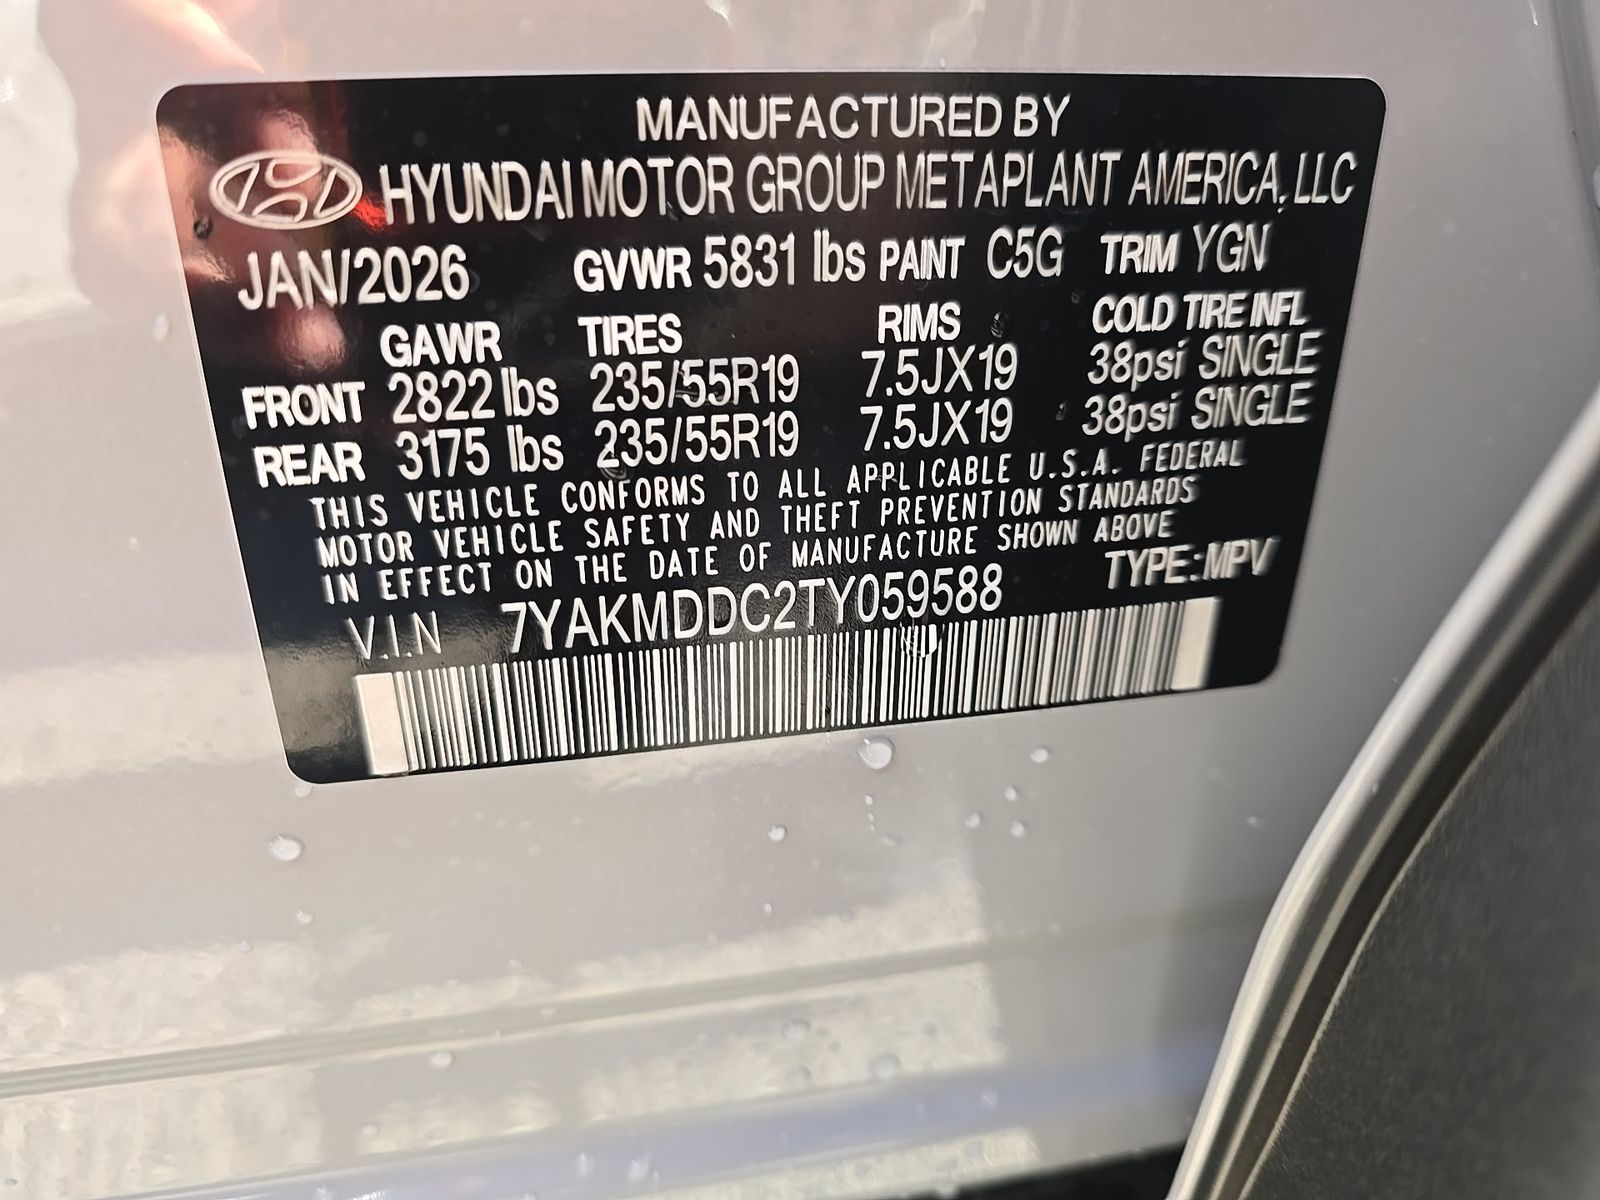 MANUFACTURED BY
HYUNDAI MOTOR GROUP METAPLANT AMERICA, LLC
JAN/2026 GVWR 5831 lbs PAINT C5G TRIM YGN
GAWR TIRES RIMS COLD TIRE INFL
FRONT 2822 lbs 235/55R19 7.5JX19 38psi SINGLE
REAR 3175 lbs 235/55R19 7.5JX19 38psi SINGLE
THIS VEHICLE CONFORMS TO ALL APPLICABLE U.S.A. FEDERAL
MOTOR VEHICLE SAFETY AND THEFT PREVENTION STANDARDS
IN EFFECT ON THE DATE OF MANUFACTURE SHOWN ABOVE
V.I.N 7YAKMDDC2TY059588 TYPE:MPV